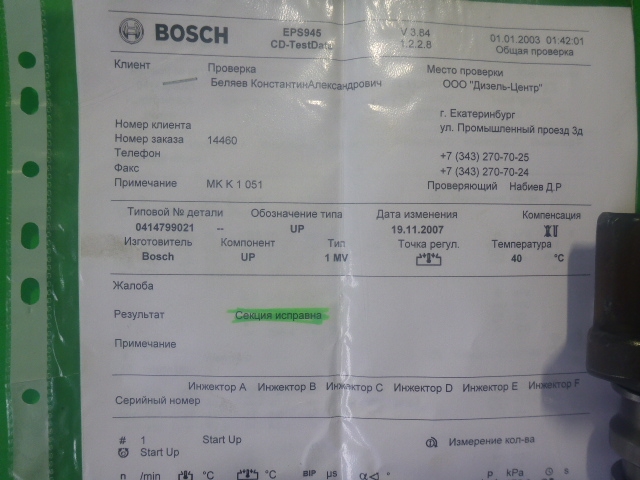 BOSCH EPS945 V 3.84 01.01.2003 01:42:01
CD-TestData 1.2.2.8 Общая проверка
Клиент Проверка Место проверки
Беляев КонстантинАлександрович ООО "Дизель-Центр"
г. Екатеринбург
Номер клиента ул. Промышленный проезд 3д
Номер заказа 14460
Телефон +7 (343) 270-70-25
Факс +7 (343) 270-70-24
Примечание МК К 1 051 Проверяющий Набиев Д.Р
Типовой № детали Обозначение типа Дата изменения Компенсация
0414799021 -- UP 19.11.2007
Изготовитель Компонент Тип Точка регул. Температура
Bosch UP 1 MV 40 °C
Жалоба
Результат Секция исправна
Примечание
Инжектор A Инжектор B Инжектор C Инжектор D Инжектор E Инжектор F
Серийный номер
# 1 Start Up Измерение кол-ва
Start Up
n /min °C °C BIP µs α ° p kPa s